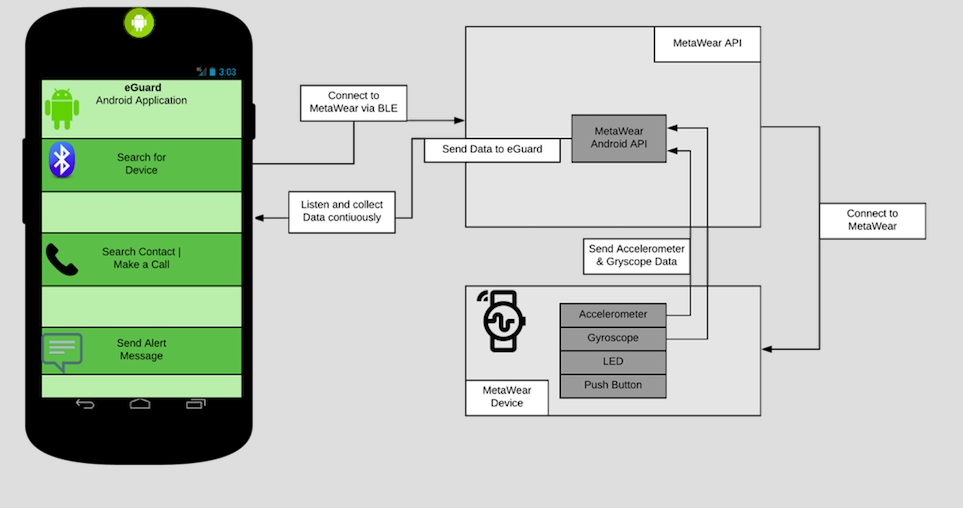 3:03
eGuard
Android Application
Search for
Device
Search Contact |
Make a Call
Send Alert
Message
Connect to
MetaWear via BLE
Send Data to eGuard
Listen and collect
Data contiuously
MetaWear API
MetaWear
Android API
Connect to
MetaWear
Send Accelerometer
& Gryscope Data
Accelerometer
Gyroscope
LED
Push Button
MetaWear
Device